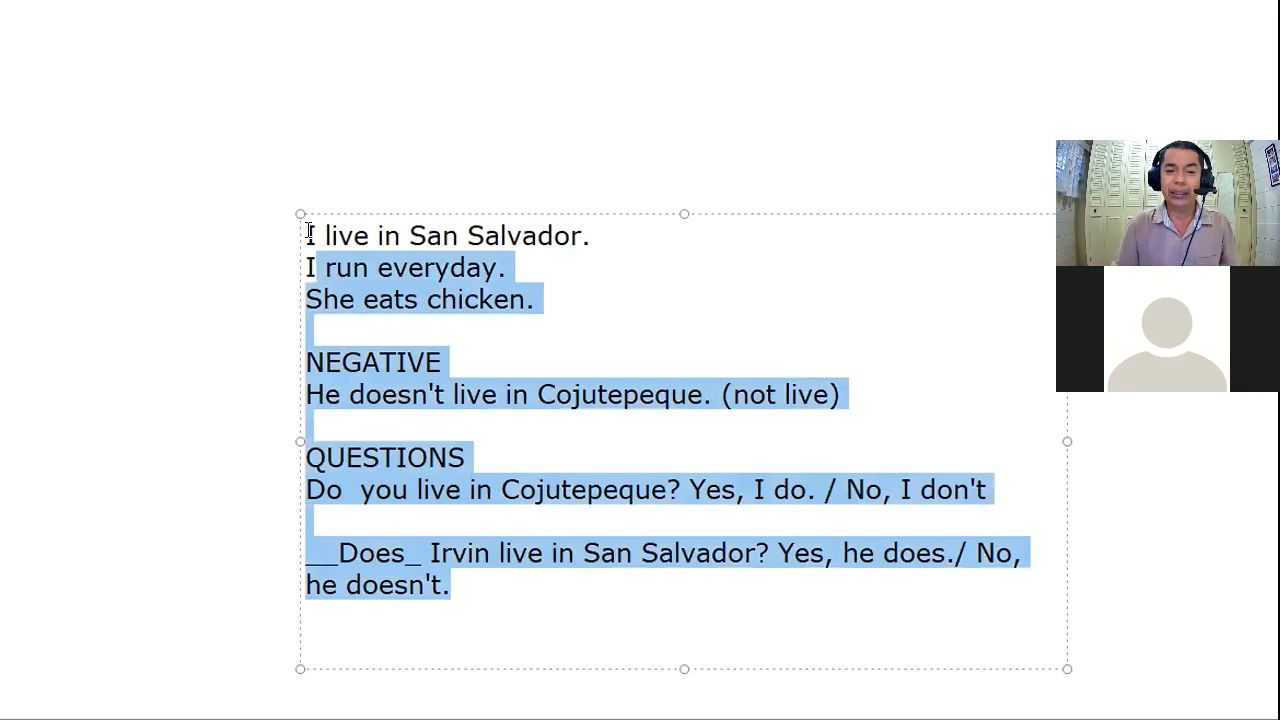 I live in San Salvador.
I run everyday.
She eats chicken.
NEGATIVE
He doesn't live in Cojutepeque. (not live)
QUESTIONS
Do  you live in Cojutepeque? Yes, I do. / No, I don't
__Does_ Irvin live in San Salvador? Yes, he does./ No,
he doesn't.